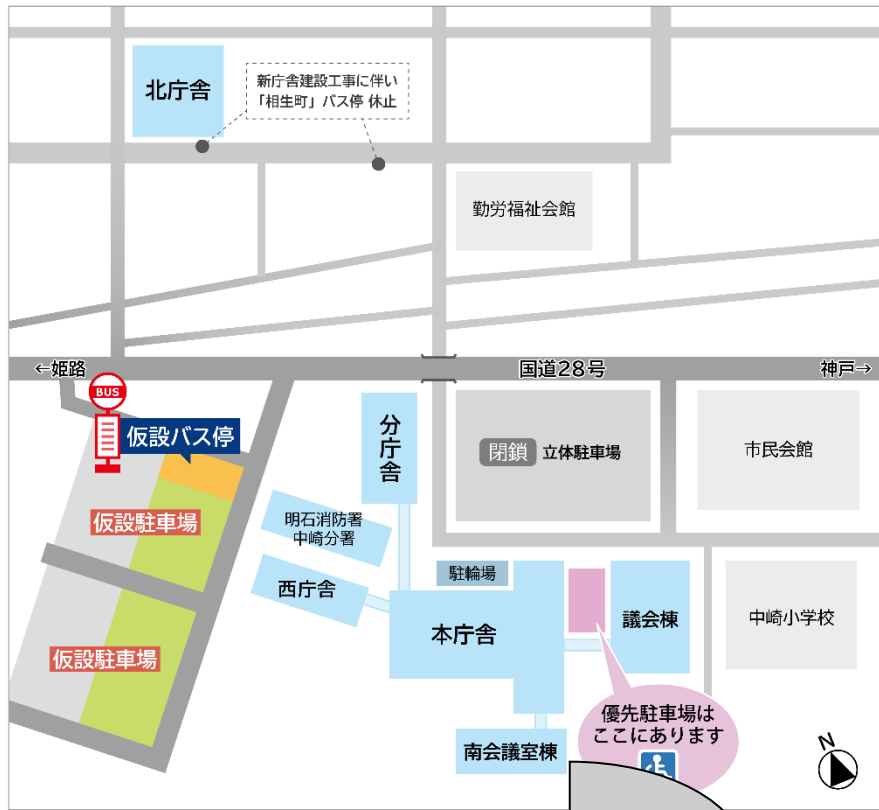 北庁舎
新庁舎建設工事に伴い
「相生町」バス停 休止
勤労福祉会館
←姫路
国道28号
神戸→
BUS
仮設バス停
分庁舎
閉鎖 立体駐車場
市民会館
仮設駐車場
明石消防署
中崎分署
駐輪場
西庁舎
本庁舎
議会棟
中崎小学校
仮設駐車場
優先駐車場は
ここにあります
南会議室棟
N